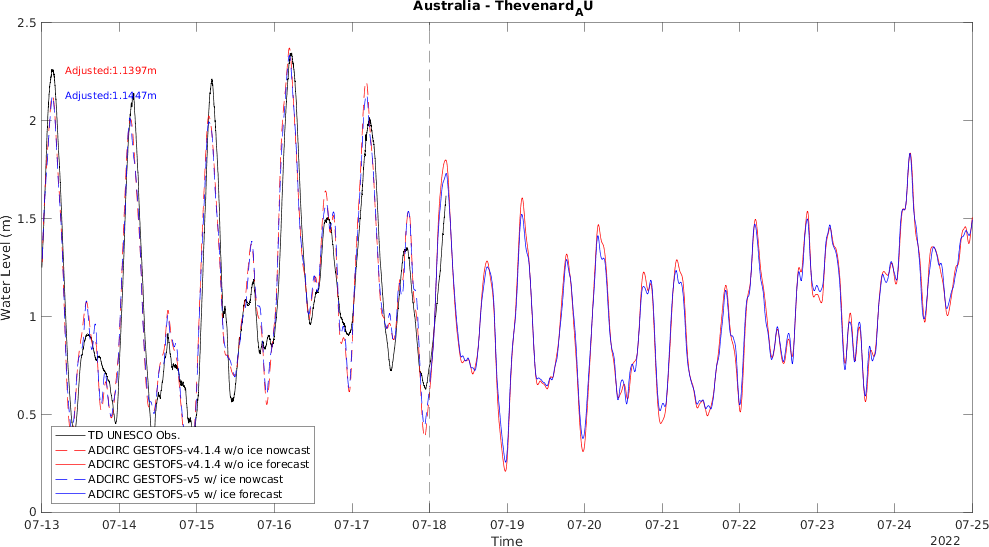 Australia - Thevenard_AU
2.5
Adjusted:1.1397m
Adjusted:1.1447m
2
1.5
Water Level (m)
1
0.5
TD UNESCO Obs.
ADCIRC GESTOFS-v4.1.4 w/o ice nowcast
ADCIRC GESTOFS-v4.1.4 w/o ice forecast
ADCIRC GESTOFS-v5 w/ ice nowcast
ADCIRC GESTOFS-v5 w/ ice forecast
0
07-13 07-14 07-15 07-16 07-17 07-18 07-19 07-20 07-21 07-22 07-23 07-24 07-25
Time
2022